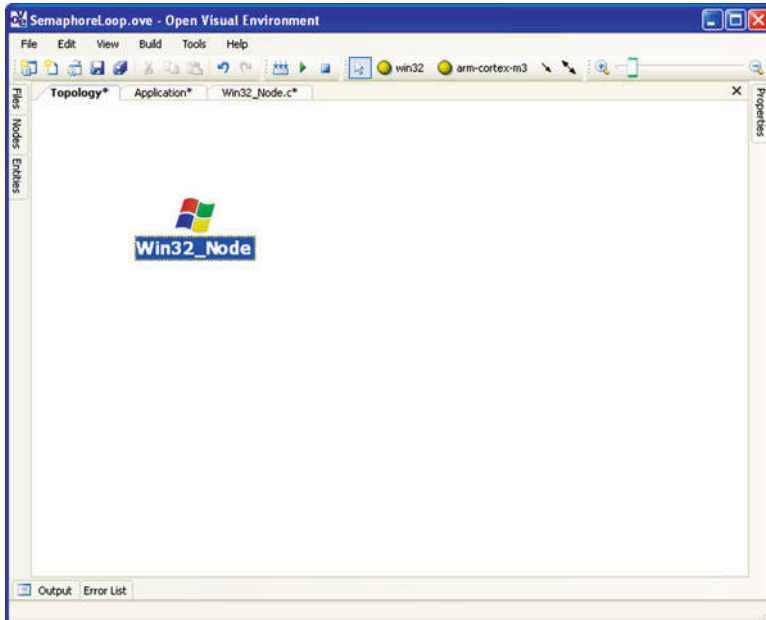 SemaphoreLoop.ove - Open Visual Environment
File Edit View Build Tools Help
win32 arm-cortex-m3
Topology* Application* Win32_Node.c*
Files
Nodes
Entities
Properties
Win32_Node
Output Error List